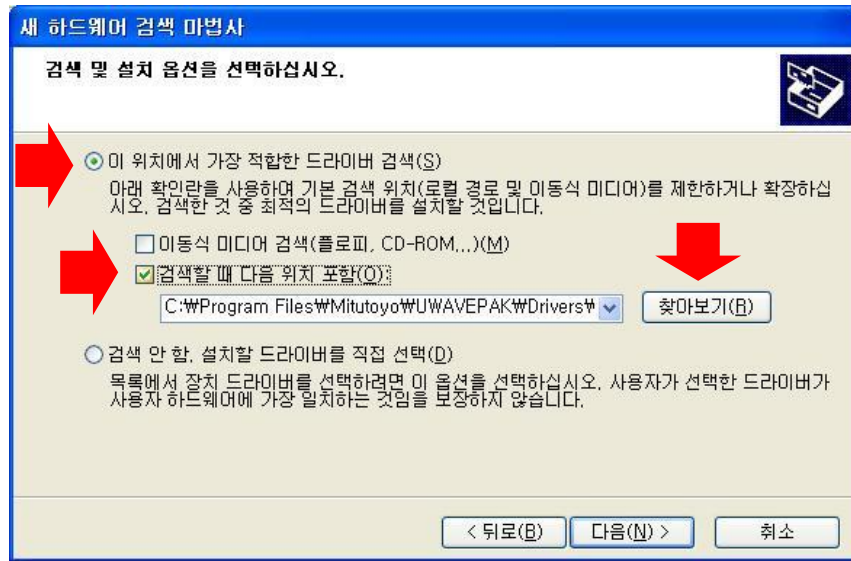 새 하드웨어 검색 마법사
검색 및 설치 옵션을 선택하십시오.
이 위치에서 가장 적합한 드라이버 검색(S)
아래 확인란을 사용하여 기본 검색 위치(로컬 경로 및 이동식 미디어)를 제한하거나 확장하십
시오. 검색한 것 중 최적의 드라이버를 설치할 것입니다.
이동식 미디어 검색(플로피, CD-ROM...)(M)
검색할 때 다음 위치 포함(O):
C:₩Program Files₩Mitutoyo₩UWAVEPAK₩Drivers₩
찾아보기(R)
검색 안 함. 설치할 드라이버를 직접 선택(D)
목록에서 장치 드라이버를 선택하려면 이 옵션을 선택하십시오. 사용자가 선택한 드라이버가
사용자 하드웨어에 가장 일치하는 것임을 보장하지 않습니다.
< 뒤로(B)
다음(N) >
취소